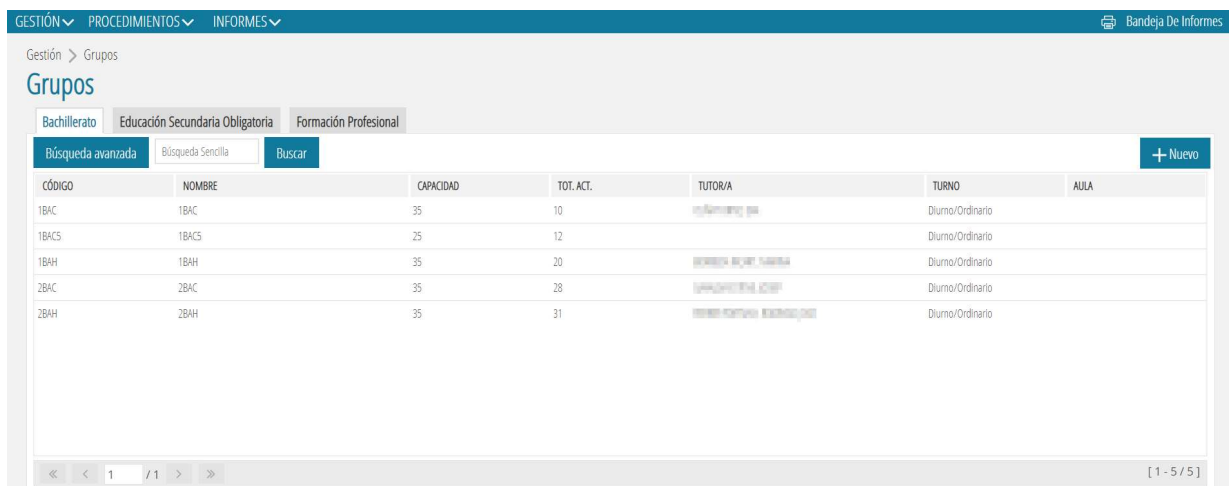 GESTIÓN PROCEDIMIENTOS INFORMES Bandeja De Informes
Gestión > Grupos
Grupos
Bachillerato Educación Secundaria Obligatoria Formación Profesional
Búsqueda avanzada Búsqueda Sencilla Buscar + Nuevo
CÓDIGO NOMBRE CAPACIDAD TOT. ACT. TUTOR/A TURNO AULA
1BAC 1BAC 35 10 Diurno/Ordinario
1BAC5 1BAC5 25 12 Diurno/Ordinario
1BAH 1BAH 35 20 Diurno/Ordinario
2BAC 2BAC 35 28 Diurno/Ordinario
2BAH 2BAH 35 31 Diurno/Ordinario
« < 1 / 1 > » [ 1 - 5 / 5 ]